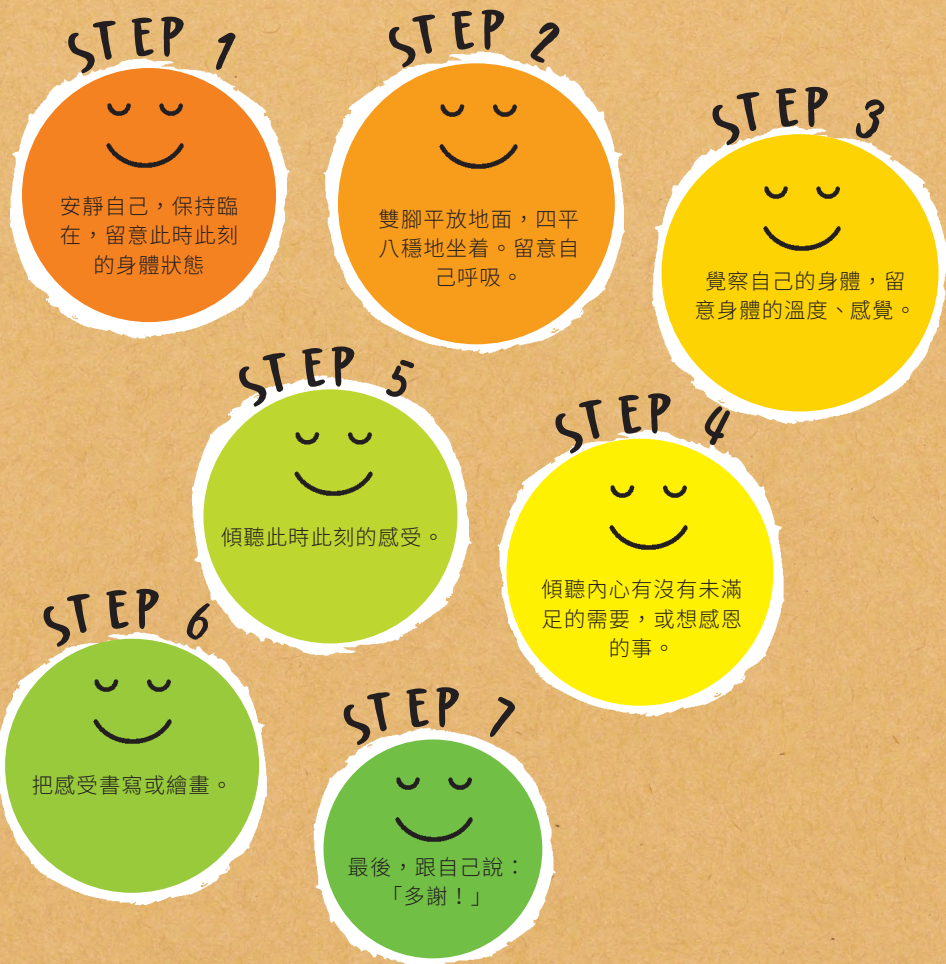 STEP 1
安靜自己，保持臨
在，留意此時此刻
的身體狀態
STEP 2
雙腳平放地面，四平
八穩地坐着。留意自
己呼吸。
STEP 3
覺察自己的身體，留
意身體的溫度、感覺。
STEP 4
傾聽內心有沒有未滿
足的需要，或想感恩
的事。
STEP 5
傾聽此時此刻的感受。
STEP 6
把感受書寫或繪畫。
STEP 7
最後，跟自己說：
「多謝！」